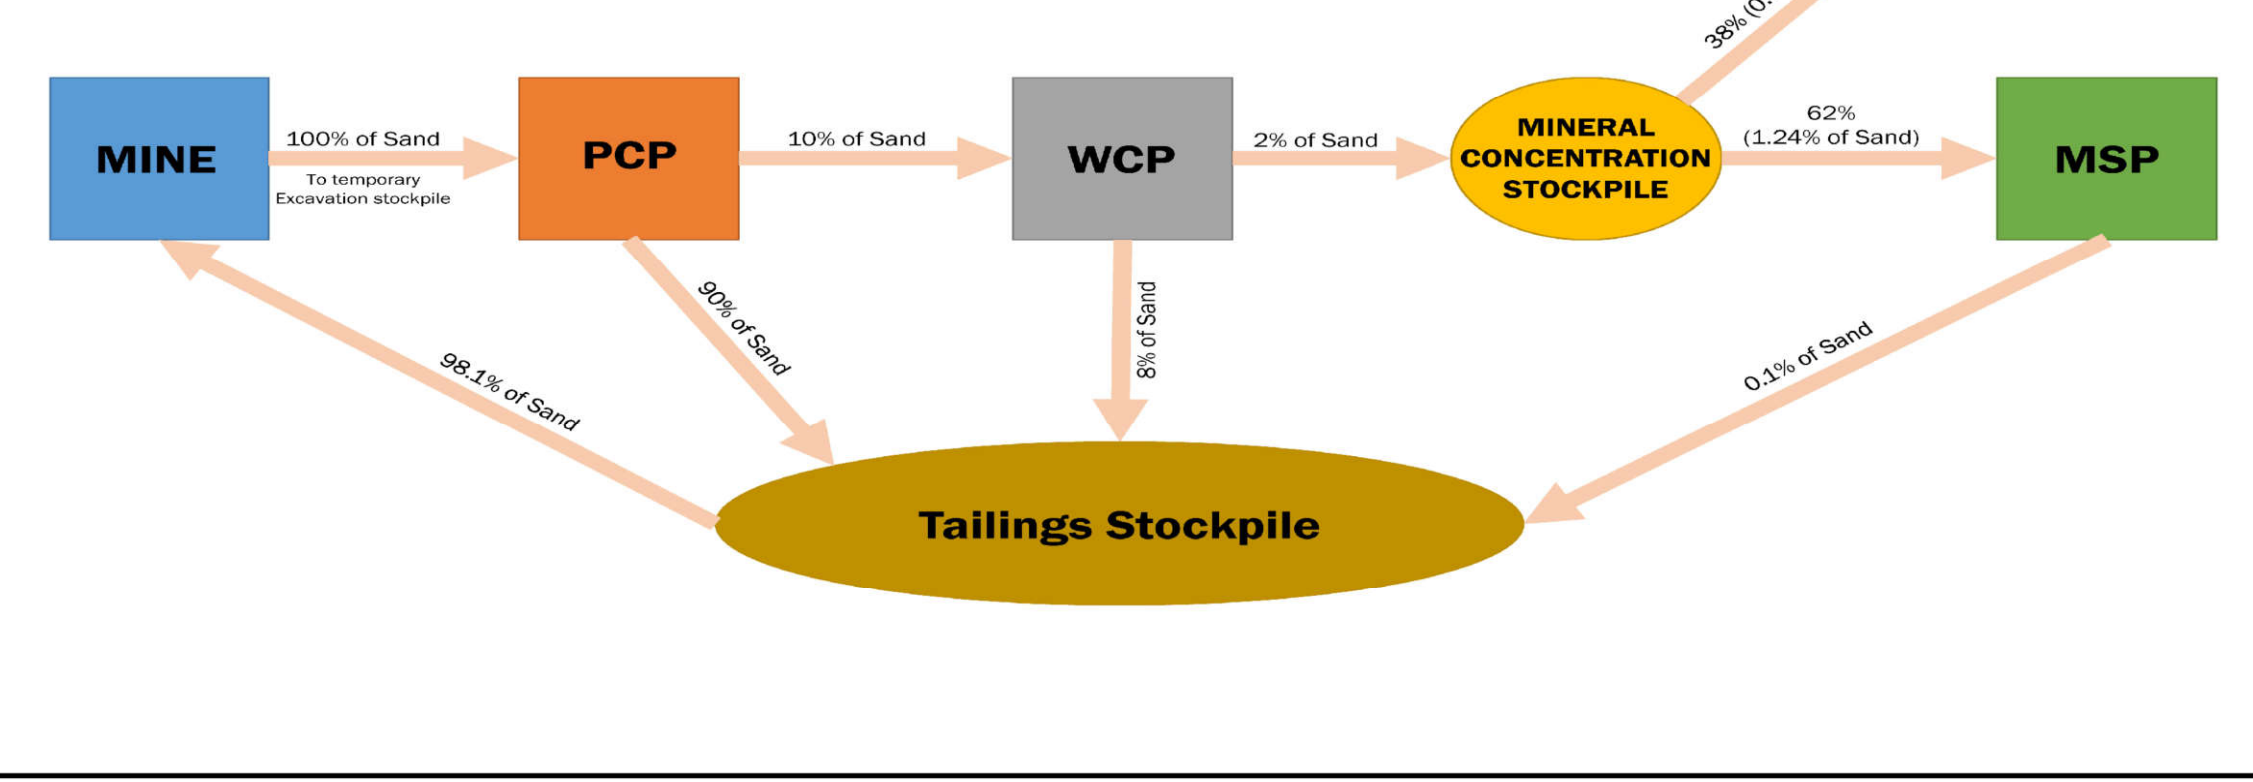 38% (0.
MINE
100% of Sand
To temporary
Excavation stockpile
PCP
10% of Sand
WCP
2% of Sand
MINERAL
CONCENTRATION
STOCKPILE
62%
(1.24% of Sand)
MSP
98.1% of Sand
90% of Sand
8% of Sand
0.1% of Sand
Tailings Stockpile